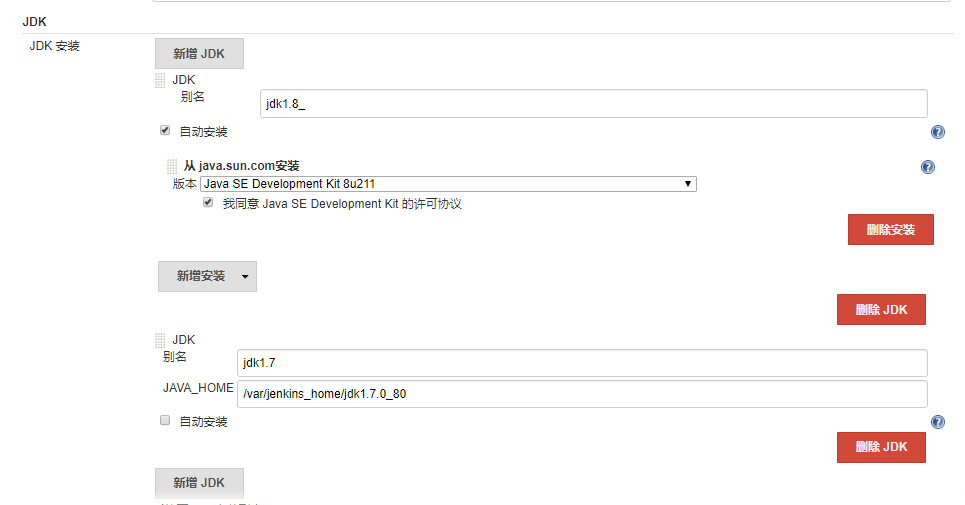 JDK
JDK 安装
新增 JDK
JDK
别名
jdk1.8_
自动安装
从 java.sun.com安装
版本 Java SE Development Kit 8u211
我同意 Java SE Development Kit 的许可协议
删除安装
新增安装
删除 JDK
JDK
别名
jdk1.7
JAVA_HOME
/var/jenkins_home/jdk1.7.0_80
自动安装
删除 JDK
新增 JDK